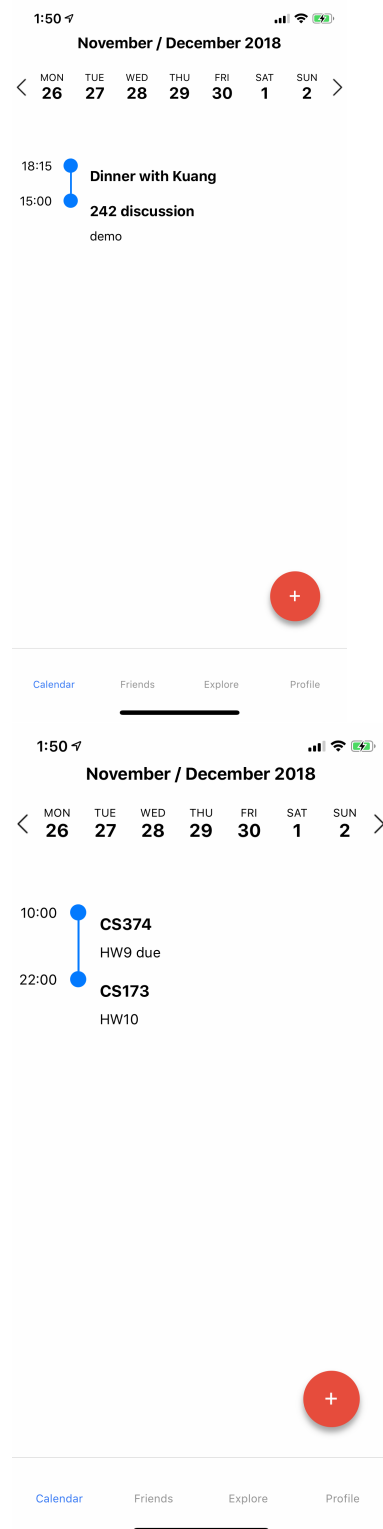 1:50
November / December 2018
MON TUE WED THU FRI SAT SUN
26 27 28 29 30 1 2
18:15 Dinner with Kuang
15:00 242 discussion
demo
+
Calendar Friends Explore Profile
1:50
November / December 2018
MON TUE WED THU FRI SAT SUN
26 27 28 29 30 1 2
10:00 CS374
HW9 due
22:00 CS173
HW10
+
Calendar Friends Explore Profile